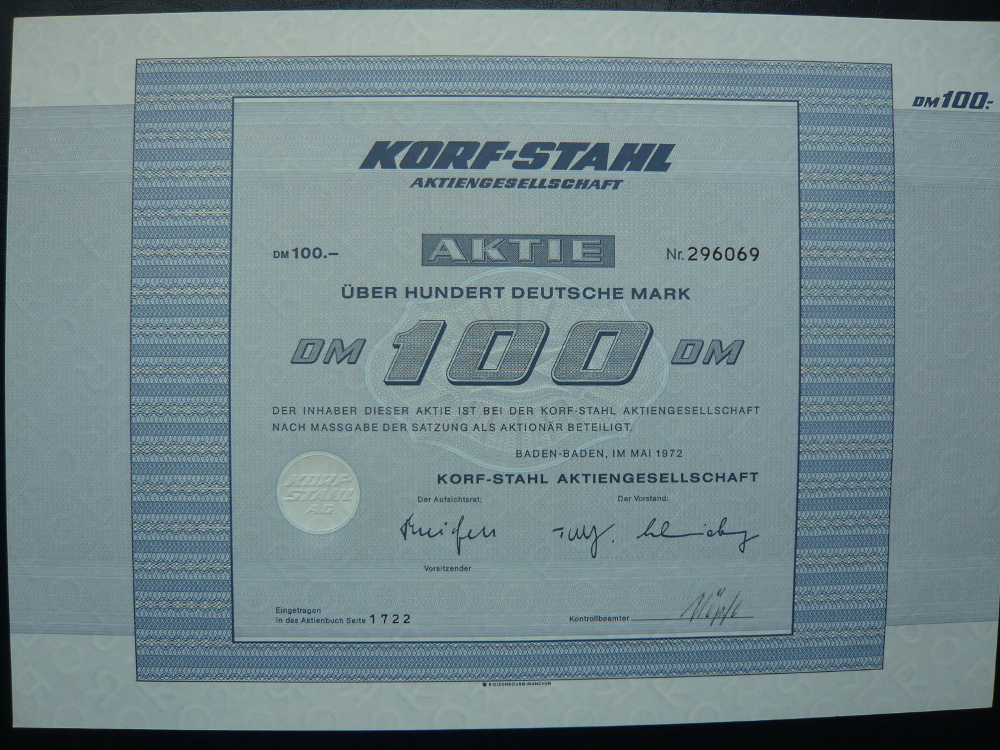 DM 100.-
KORF-STAHL
AKTIENGESELLSCHAFT
DM 100.–
AKTIE
Nr. 296069
ÜBER HUNDERT DEUTSCHE MARK
DM 100 DM
DER INHABER DIESER AKTIE IST BEI DER KORF-STAHL AKTIENGESELLSCHAFT
NACH MASSGABE DER SATZUNG ALS AKTIONÄR BETEILIGT.
BADEN-BADEN, IM MAI 1972
KORF-STAHL AKTIENGESELLSCHAFT
KORF-
STAHL
AG
Der Aufsichtsrat:
Der Vorstand:
Vorsitzender
Eingetragen
in das Aktienbuch Seite 1722
Kontrollbeamter
R. OLDENBOURG·MÜNCHEN